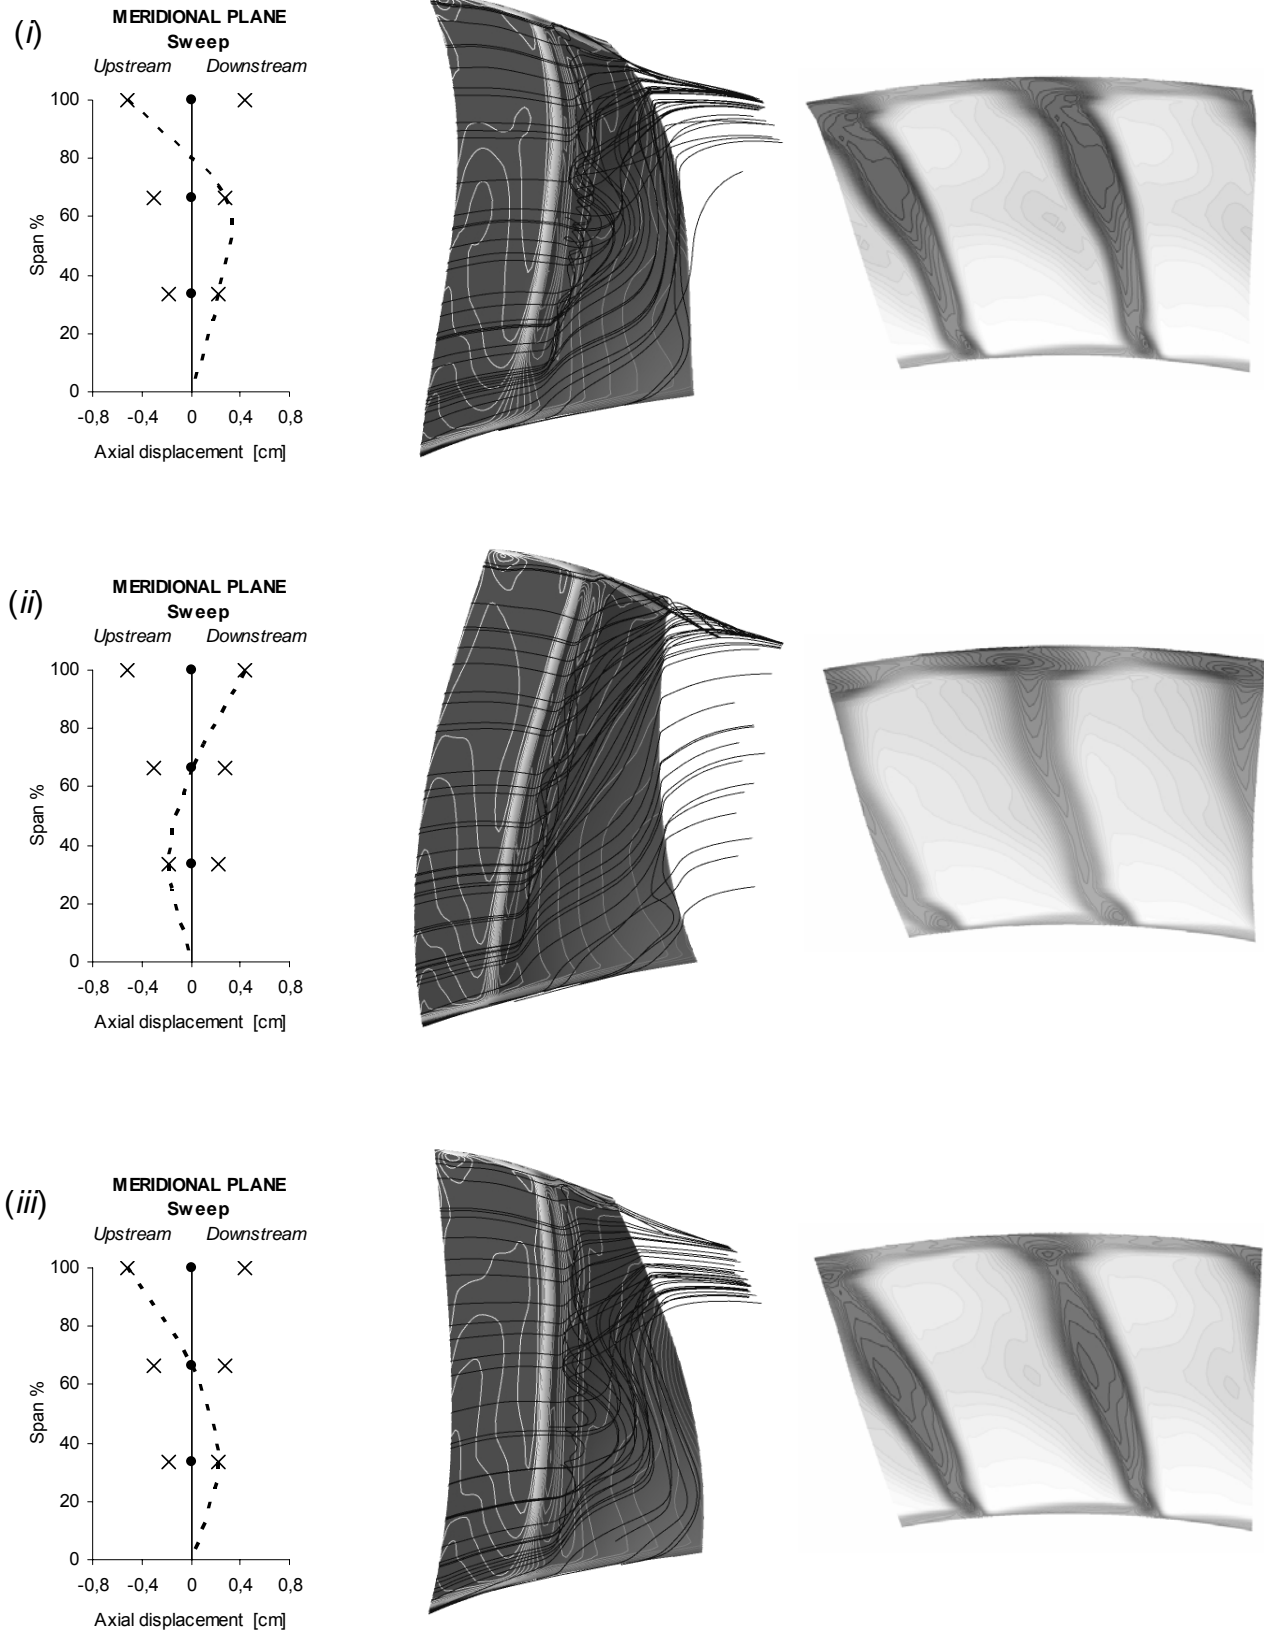 (i)
MERIDIONAL PLANE
Sweep
Upstream Downstream
100
80
60
40
20
0
Span %
-0,8 -0,4 0 0,4 0,8
Axial displacement [cm]
(ii)
MERIDIONAL PLANE
Sweep
Upstream Downstream
100
80
60
40
20
0
Span %
-0,8 -0,4 0 0,4 0,8
Axial displacement [cm]
(iii)
MERIDIONAL PLANE
Sweep
Upstream Downstream
100
80
60
40
20
0
Span %
-0,8 -0,4 0 0,4 0,8
Axial displacement [cm]